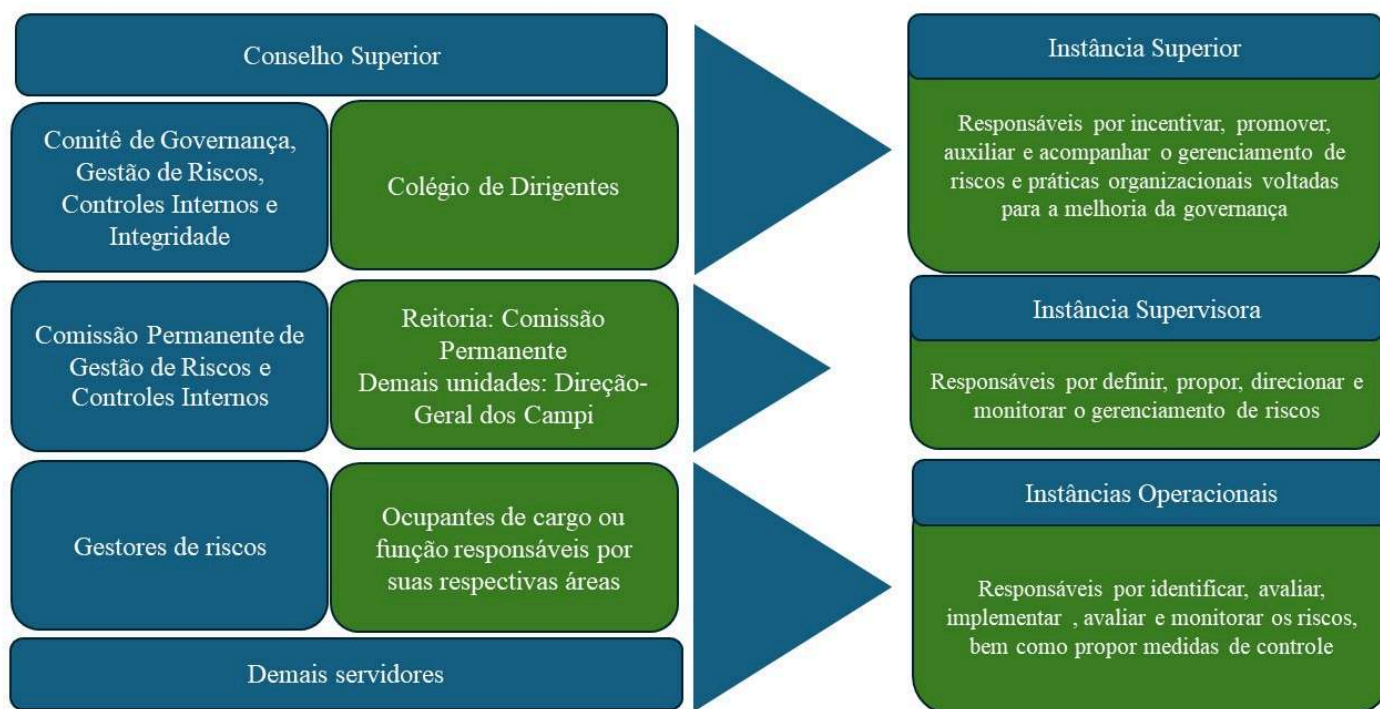 Conselho Superior
Comitê de Governança,
Gestão de Riscos,
Controles Internos e
Integridade
Colégio de Dirigentes
Instância Superior
Responsáveis por incentivar, promover,
auxiliar e acompanhar o gerenciamento de
riscos e práticas organizacionais voltadas
para a melhoria da governança
Comissão Permanente de
Gestão de Riscos e
Controles Internos
Reitoria: Comissão
Permanente
Demais unidades: Direção-
Geral dos Campi
Instância Supervisora
Responsáveis por definir, propor, direcionar e
monitorar o gerenciamento de riscos
Gestores de riscos
Ocupantes de cargo ou
função responsáveis por
suas respectivas áreas
Demais servidores
Instâncias Operacionais
Responsáveis por identificar, avaliar,
implementar , avaliar e monitorar os riscos,
bem como propor medidas de controle